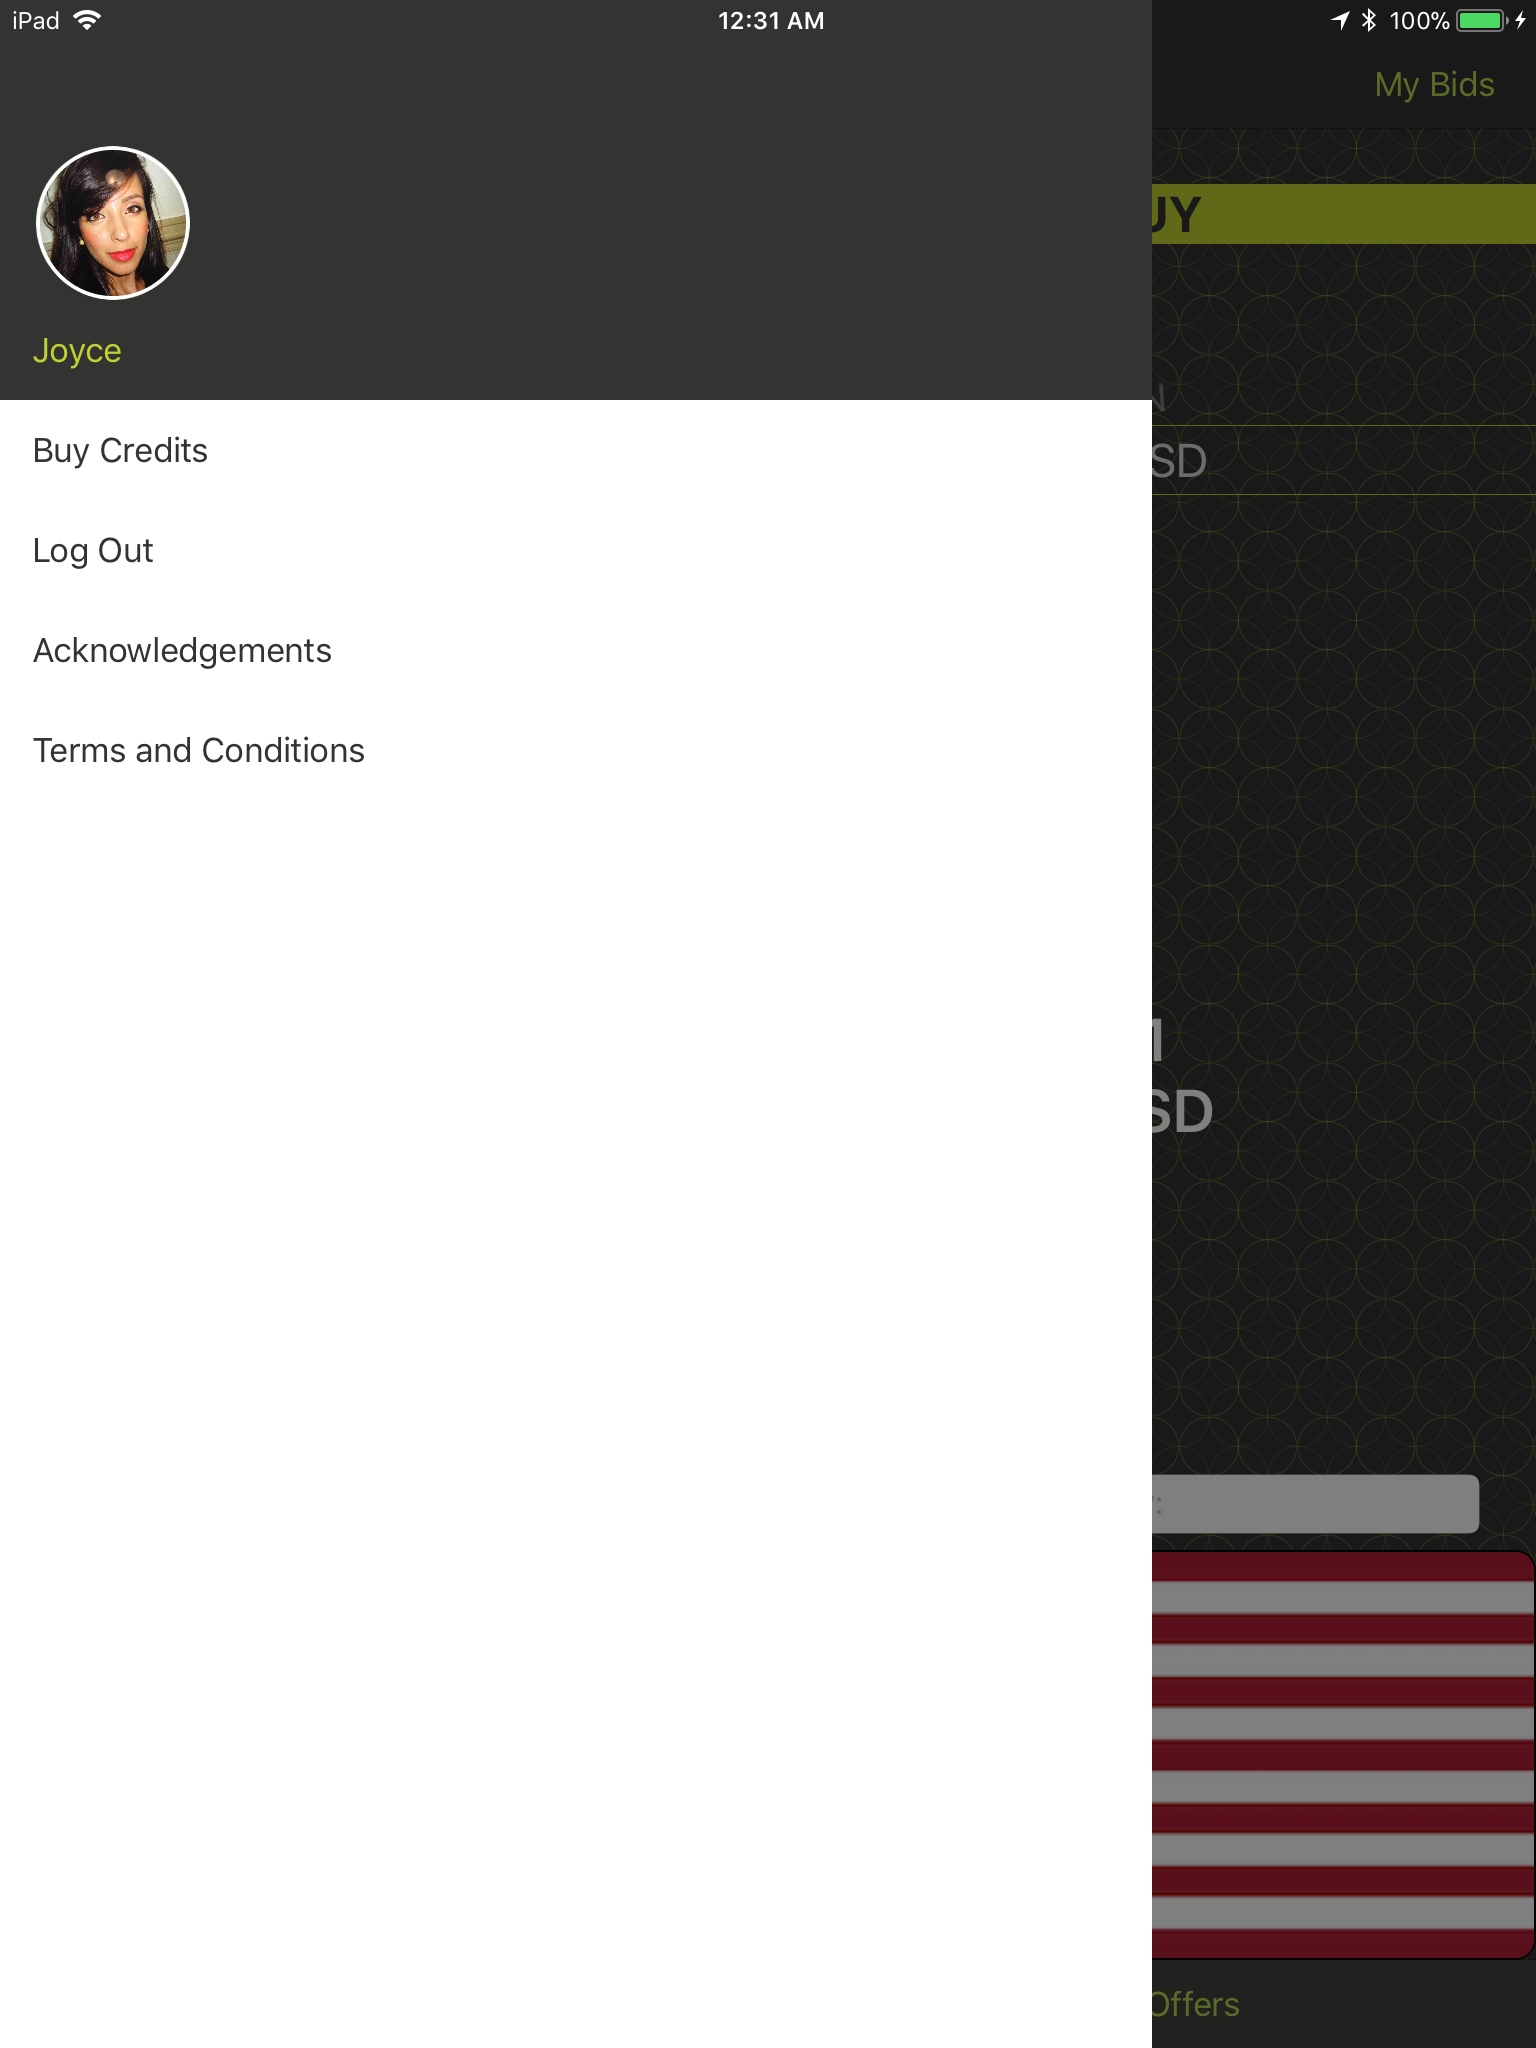 iPad 12:31 AM 100%
My Bids
UY
Joyce
SD
Buy Credits
Log Out
Acknowledgements
Terms and Conditions
SD
Offers